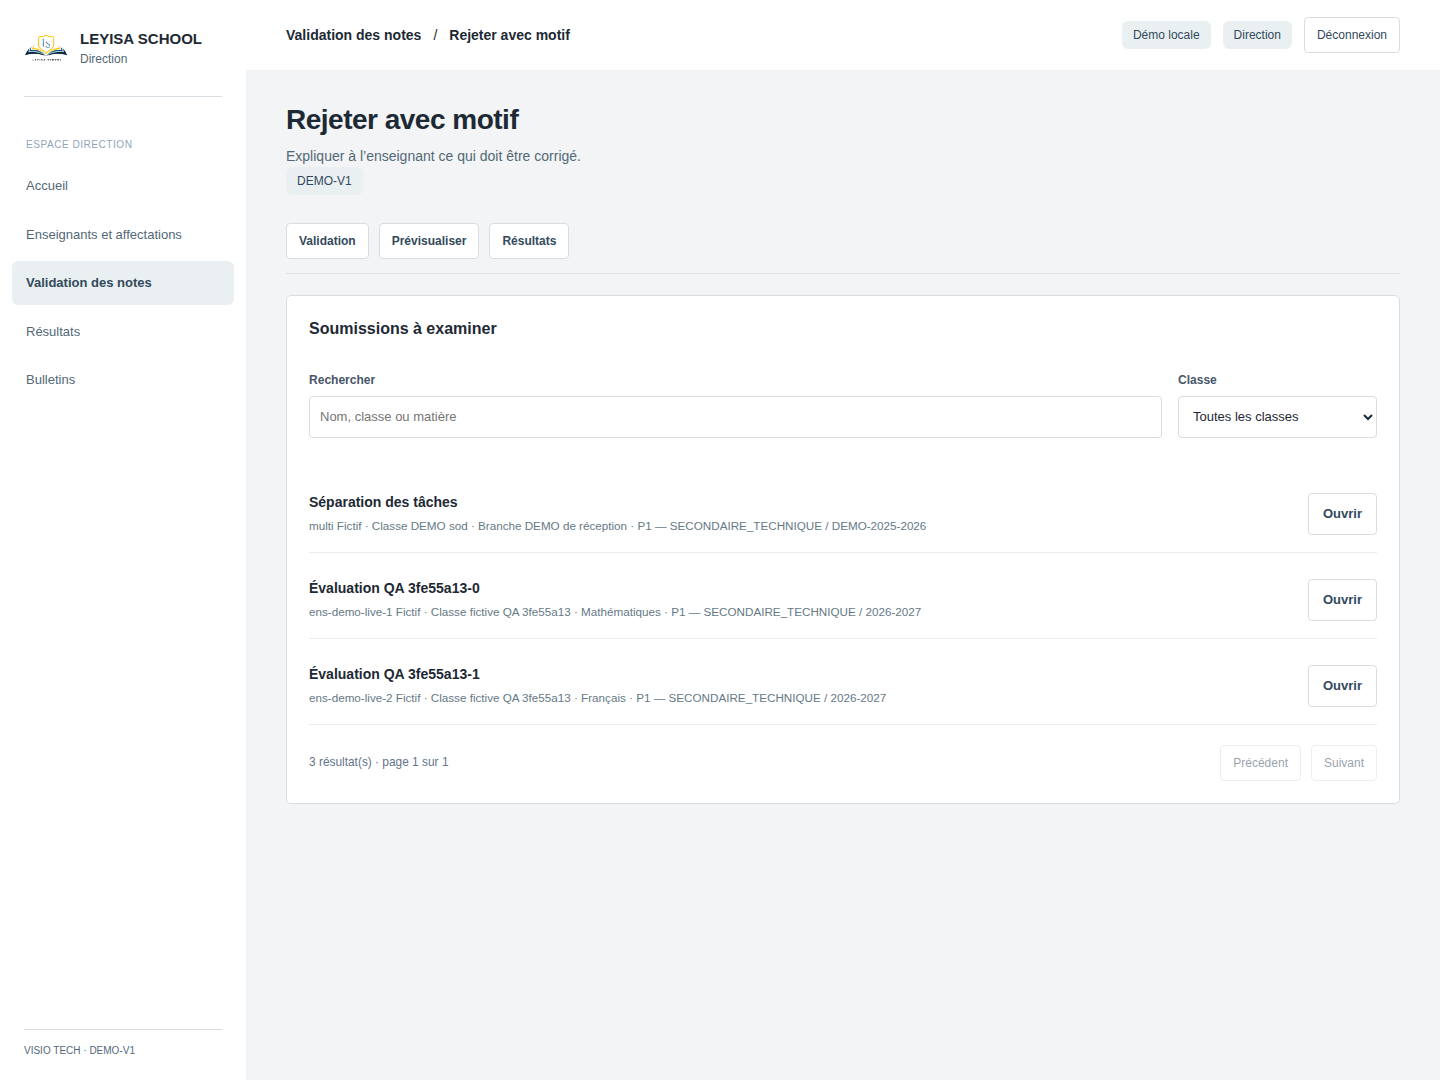 LEYISA SCHOOL
Direction
ESPACE DIRECTION
Accueil
Enseignants et affectations
Validation des notes
Résultats
Bulletins
VISIO TECH · DEMO-V1
Validation des notes / Rejeter avec motif
Démo locale
Direction
Déconnexion
Rejeter avec motif
Expliquer à l’enseignant ce qui doit être corrigé.
DEMO-V1
Validation
Prévisualiser
Résultats
Soumissions à examiner
Rechercher
Nom, classe ou matière
Classe
Toutes les classes
Séparation des tâches
multi Fictif · Classe DEMO sod · Branche DEMO de réception · P1 — SECONDAIRE_TECHNIQUE / DEMO-2025-2026
Ouvrir
Évaluation QA 3fe55a13-0
ens-demo-live-1 Fictif · Classe fictive QA 3fe55a13 · Mathématiques · P1 — SECONDAIRE_TECHNIQUE / 2026-2027
Ouvrir
Évaluation QA 3fe55a13-1
ens-demo-live-2 Fictif · Classe fictive QA 3fe55a13 · Français · P1 — SECONDAIRE_TECHNIQUE / 2026-2027
Ouvrir
3 résultat(s) · page 1 sur 1
Précédent
Suivant